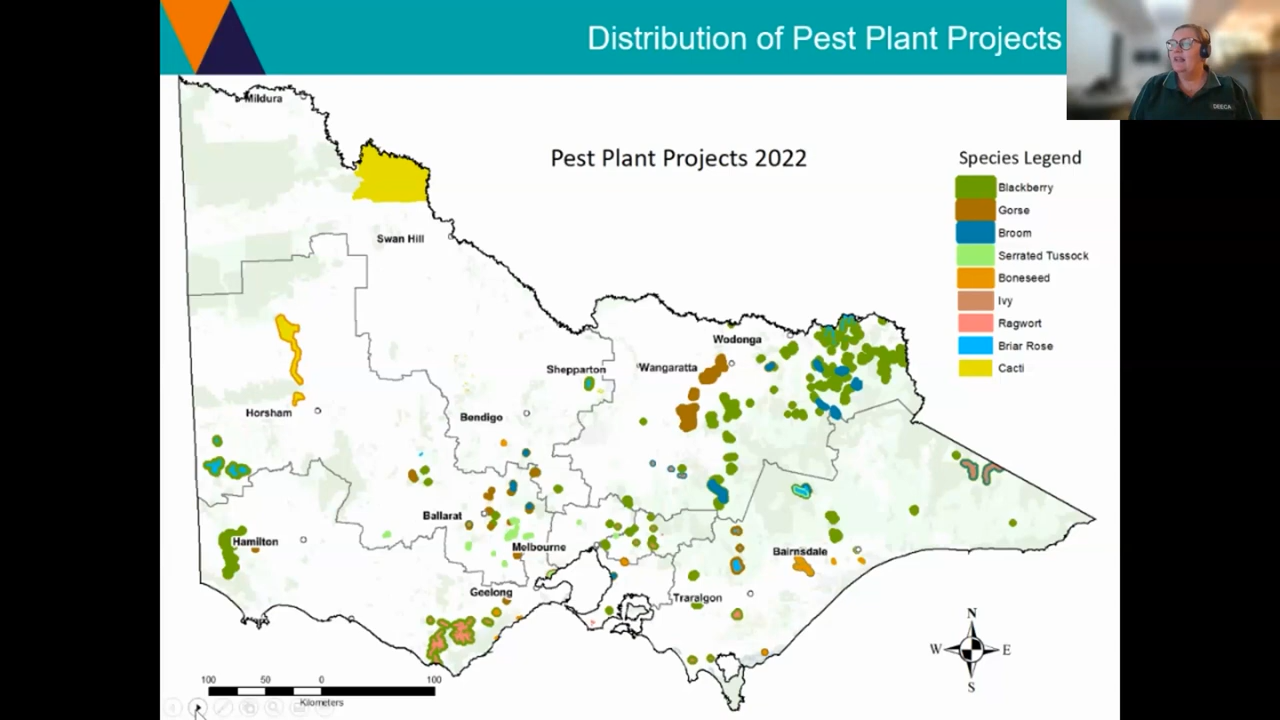 Distribution of Pest Plant Projects
DEECA
Pest Plant Projects 2022
Species Legend
Blackberry
Gorse
Broom
Serrated Tussock
Boneseed
Ivy
Ragwort
Briar Rose
Cacti
Mildura
Swan Hill
Wodonga
Shepparton
Wangaratta
Horsham
Bendigo
Ballarat
Hamilton
Melbourne
Bairnsdale
Geelong
Traralgon
N
W
E
S
100 50 0 100
Kilometers